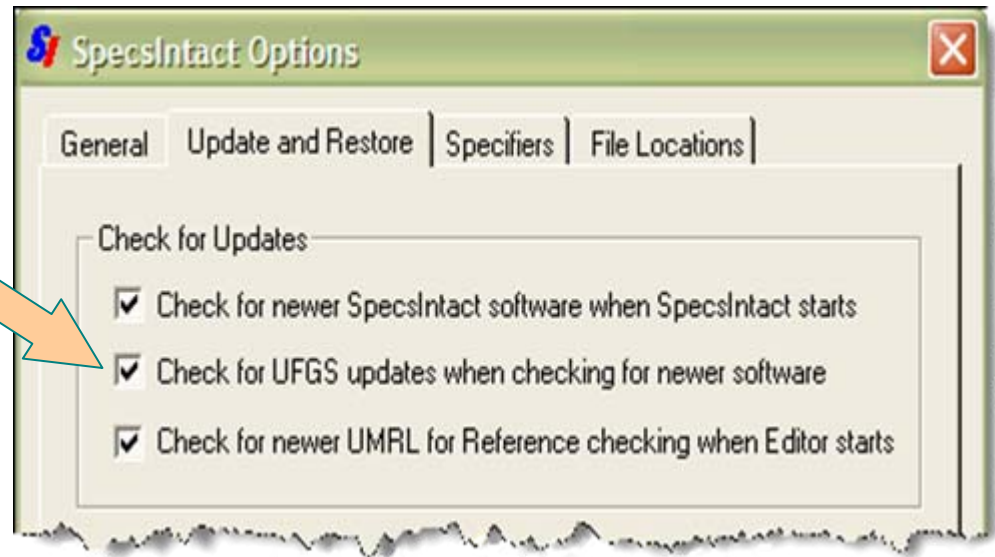 SI SpecsIntact Options
General Update and Restore Specifiers File Locations
Check for Updates
Check for newer SpecsIntact software when SpecsIntact starts
Check for UFGS updates when checking for newer software
Check for newer UMRL for Reference checking when Editor starts